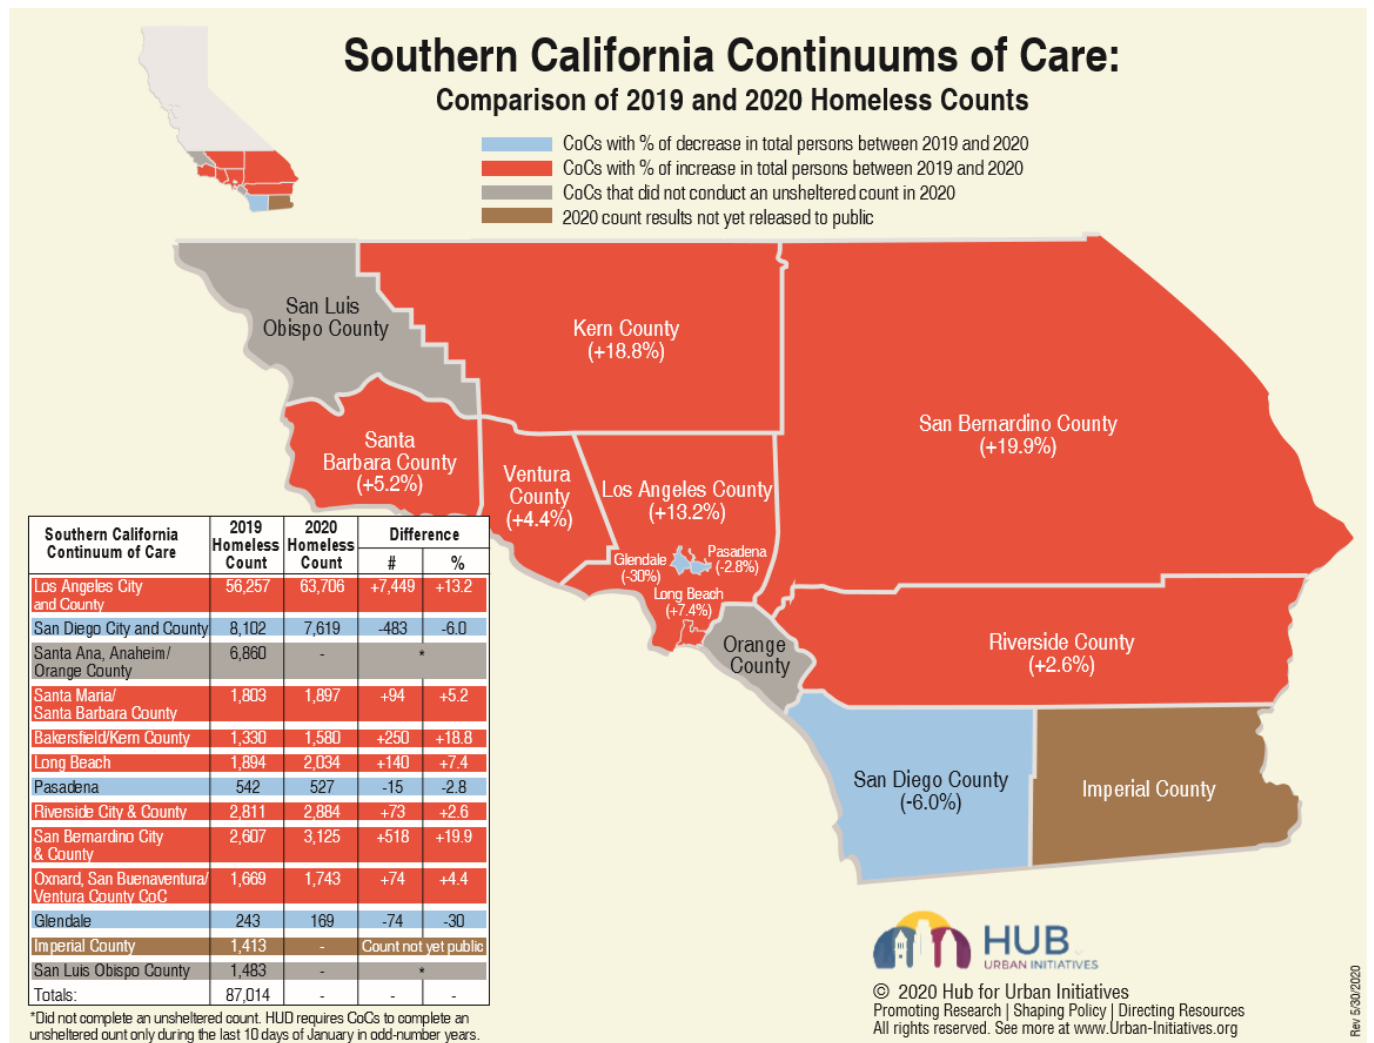 Southern California Continuums of Care:
Comparison of 2019 and 2020 Homeless Counts
CoCs with % of decrease in total persons between 2019 and 2020
CoCs with % of increase in total persons between 2019 and 2020
CoCs that did not conduct an unsheltered count in 2020
2020 count results not yet released to public
San Luis
Obispo County
Kern County
(+18.8%)
San Bernardino County
(+19.9%)
Santa
Barbara County
(+5.2%)
Ventura
County
(+4.4%)
Los Angeles County
(+13.2%)
Glendale
(-30%)
Pasadena
(-2.8%)
Long Beach
(+7.4%)
Orange
County
Riverside County
(+2.6%)
San Diego County
(-6.0%)
Imperial County
Southern California
Continuum of Care
2019
Homeless
Count
2020
Homeless
Count
Difference
# %
Los Angeles City
and County 56,257 63,706 +7,449 +13.2
San Diego City and County 8,102 7,619 -483 -6.0
Santa Ana, Anaheim/
Orange County 6,860 - *
Santa Maria/
Santa Barbara County 1,803 1,897 +94 +5.2
Bakersfield/Kern County 1,330 1,580 +250 +18.8
Long Beach 1,894 2,034 +140 +7.4
Pasadena 542 527 -15 -2.8
Riverside City & County 2,811 2,884 +73 +2.6
San Bernardino City
& County 2,607 3,125 +518 +19.9
Oxnard, San Buenaventura/
Ventura County CoC 1,669 1,743 +74 +4.4
Glendale 243 169 -74 -30
Imperial County 1,413 - Count not yet public
San Luis Obispo County 1,483 - *
Totals: 87,014 - - -
*Did not complete an unsheltered count. HUD requires CoCs to complete an
unsheltered ount only during the last 10 days of January in odd-number years.
HUB
URBAN INITIATIVES
© 2020 Hub for Urban Initiatives
Promoting Research | Shaping Policy | Directing Resources
All rights reserved. See more at www.Urban-Initiatives.org
Rev 5/30/2020